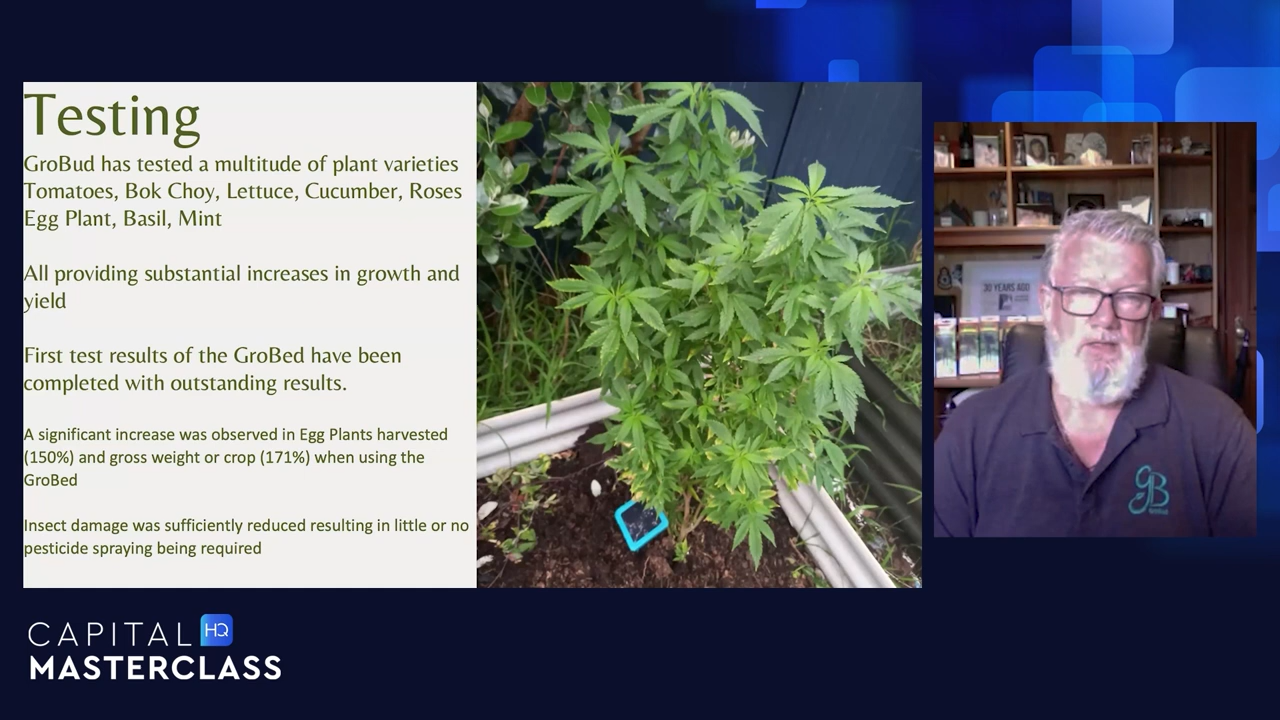 Testing
GroBud has tested a multitude of plant varieties
Tomatoes, Bok Choy, Lettuce, Cucumber, Roses
Egg Plant, Basil, Mint
All providing substantial increases in growth and
yield
First test results of the GroBed have been
completed with outstanding results.
A significant increase was observed in Egg Plants harvested
(150%) and gross weight or crop (171%) when using the
GroBed
Insect damage was sufficiently reduced resulting in little or no
pesticide spraying being required
30 YEARS AGO
gB
CAPITAL HQ
MASTERCLASS